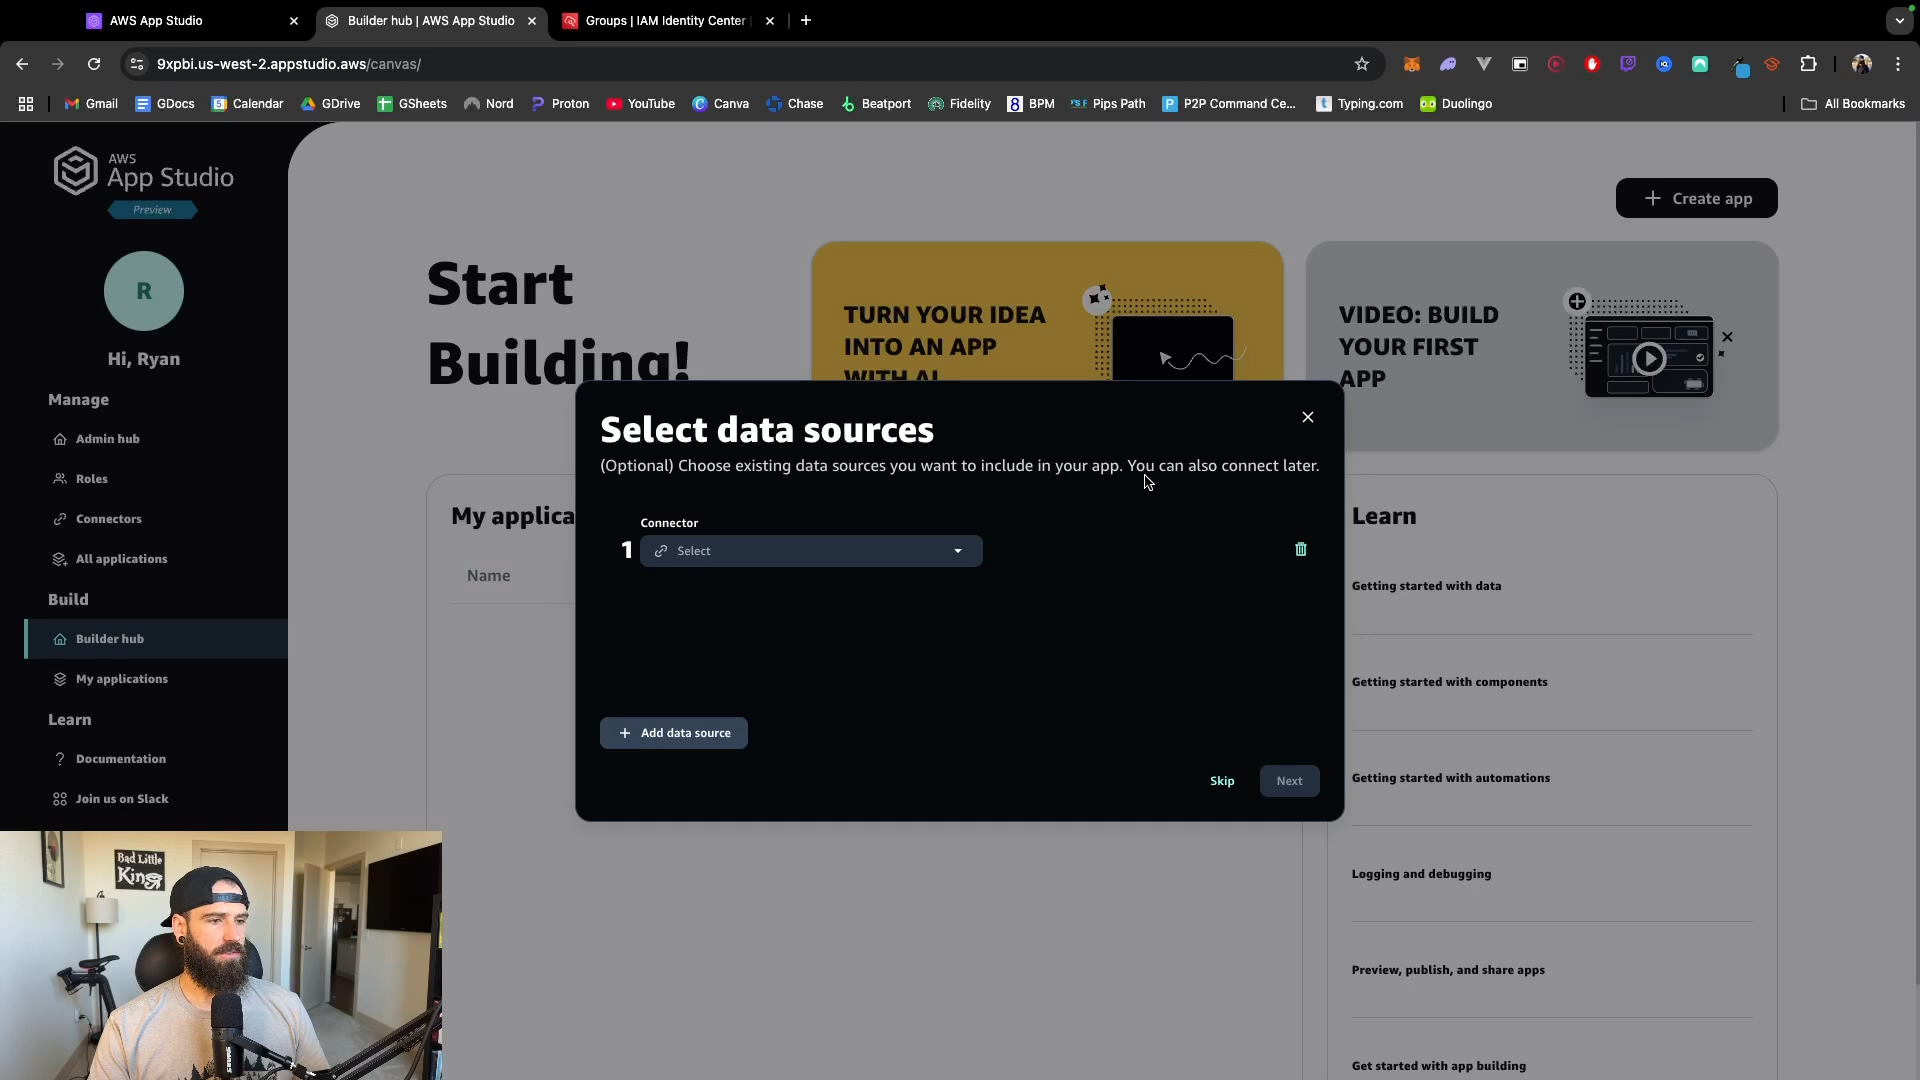 AWS App Studio
Builder hub | AWS App Studio
Groups | IAM Identity Center
9xpbi.us-west-2.appstudio.aws/canvas/
Gmail
GDocs
Calendar
GDrive
GSheets
Nord
Proton
YouTube
Canva
Chase
Beatport
Fidelity
BPM
Pips Path
P2P Command Ce...
Typing.com
Duolingo
All Bookmarks
AWS
App Studio
Preview
R
Hi, Ryan
Manage
Admin hub
Roles
Connectors
All applications
Build
Builder hub
My applications
Learn
Documentation
Join us on Slack
Create app
Start
Building!
TURN YOUR IDEA
INTO AN APP
WITH AI
VIDEO: BUILD
YOUR FIRST
APP
Select data sources
(Optional) Choose existing data sources you want to include in your app. You can also connect later.
Connector
1
Select
Add data source
Skip
Next
My applica
Name
Learn
Getting started with data
Getting started with components
Getting started with automations
Logging and debugging
Preview, publish, and share apps
Get started with app building
Bad Little
King